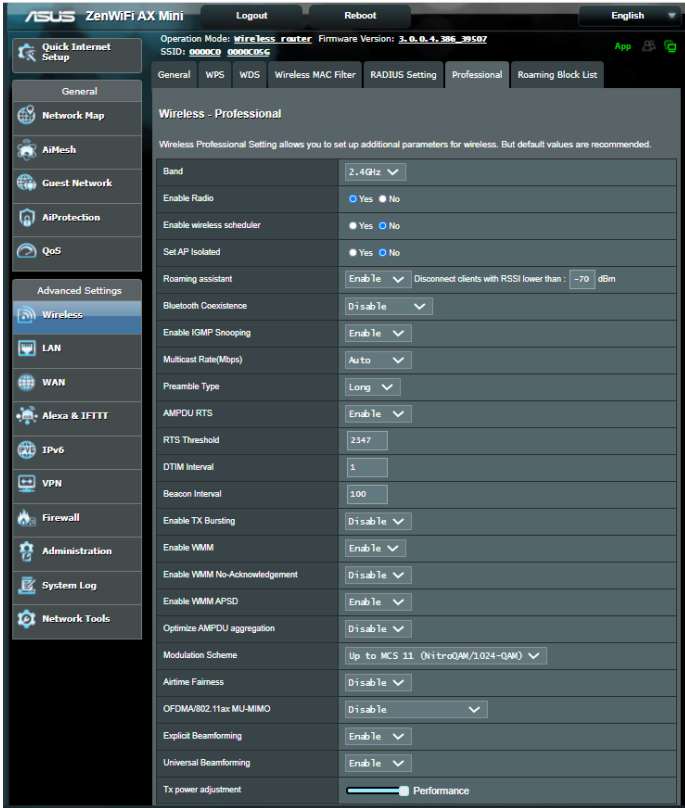 ASUS ZenWiFi AX Mini Logout Reboot English
Quick Internet Setup
Operation Mode: Wireless router Firmware Version: 3.0.0.4.386_39507
SSID: 0000C0 0000C05G
App
General WPS WDS Wireless MAC Filter RADIUS Setting Professional Roaming Block List
General
Network Map
AiMesh
Guest Network
AiProtection
QoS
Advanced Settings
Wireless
LAN
WAN
Alexa & IFTTT
IPv6
VPN
Firewall
Administration
System Log
Network Tools
Wireless - Professional
Wireless Professional Setting allows you to set up additional parameters for wireless. But default values are recommended.
Band 2.4GHz
Enable Radio Yes No
Enable wireless scheduler Yes No
Set AP Isolated Yes No
Roaming assistant Enable Disconnect clients with RSSI lower than : -70 dBm
Bluetooth Coexistence Disable
Enable IGMP Snooping Enable
Multicast Rate(Mbps) Auto
Preamble Type Long
AMPDU RTS Enable
RTS Threshold 2347
DTIM Interval 1
Beacon Interval 100
Enable TX Bursting Disable
Enable WMM Enable
Enable WMM No-Acknowledgement Disable
Enable WMM APSD Enable
Optimize AMPDU aggregation Disable
Modulation Scheme Up to MCS 11 (NitroQAM/1024-QAM)
Airtime Fairness Disable
OFDMA/802.11ax MU-MIMO Disable
Explicit Beamforming Enable
Universal Beamforming Enable
Tx power adjustment Performance